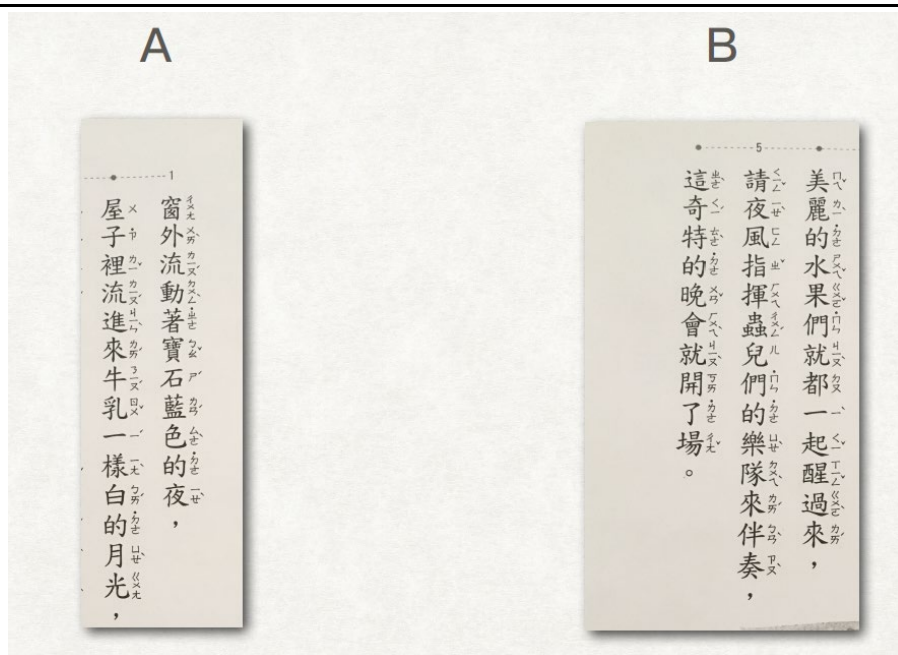 A
1
窗外流動著寶石藍色的夜，
屋子裡流進來牛乳一樣白的月光，
B
5
美麗的水果們就都一起醒過來，
請夜風指揮蟲兒們的樂隊來伴奏，
這奇特的晚會就開了場。